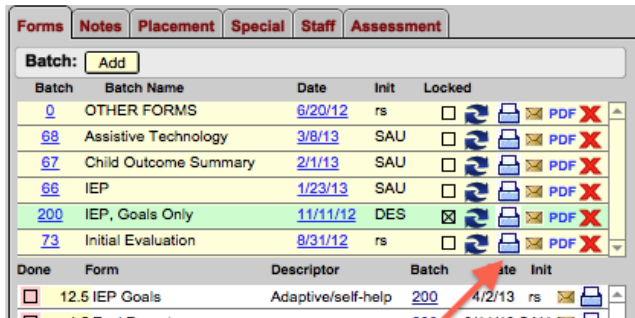 Forms Notes Placement Special Staff Assessment
Batch: Add
Batch Batch Name Date Init Locked
0 OTHER FORMS 6/20/12 rs PDF
68 Assistive Technology 3/8/13 SAU PDF
67 Child Outcome Summary 2/1/13 SAU PDF
66 IEP 1/23/13 SAU PDF
200 IEP, Goals Only 11/11/12 DES PDF
73 Initial Evaluation 8/31/12 rs PDF
Done Form Descriptor Batch Init
12.5 IEP Goals Adaptive/self-help 200 4/2/13 rs